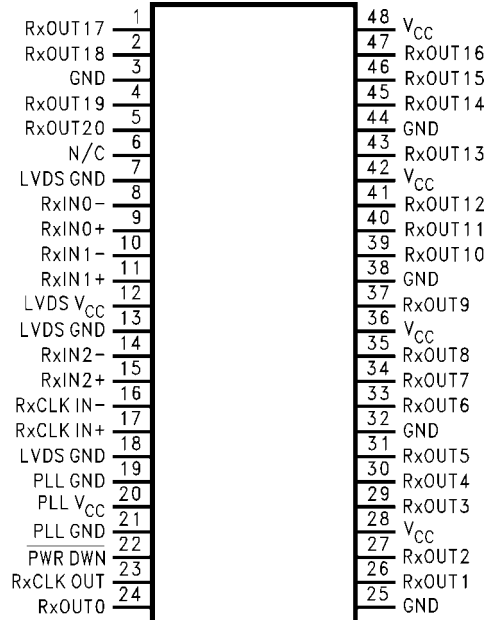 RxOUT17 1
RxOUT18 2
GND 3
RxOUT19 4
RxOUT20 5
N/C 6
LVDS GND 7
RxIN0- 8
RxIN0+ 9
RxIN1- 10
RxIN1+ 11
LVDS VCC 12
LVDS GND 13
RxIN2- 14
RxIN2+ 15
RxCLK IN- 16
RxCLK IN+ 17
LVDS GND 18
PLL GND 19
PLL VCC 20
PLL GND 21
PWR DWN 22
RxCLK OUT 23
RxOUT0 24
48 VCC
47 RxOUT16
46 RxOUT15
45 RxOUT14
44 GND
43 RxOUT13
42 VCC
41 RxOUT12
40 RxOUT11
39 RxOUT10
38 GND
37 RxOUT9
36 VCC
35 RxOUT8
34 RxOUT7
33 RxOUT6
32 GND
31 RxOUT5
30 RxOUT4
29 RxOUT3
28 VCC
27 RxOUT2
26 RxOUT1
25 GND